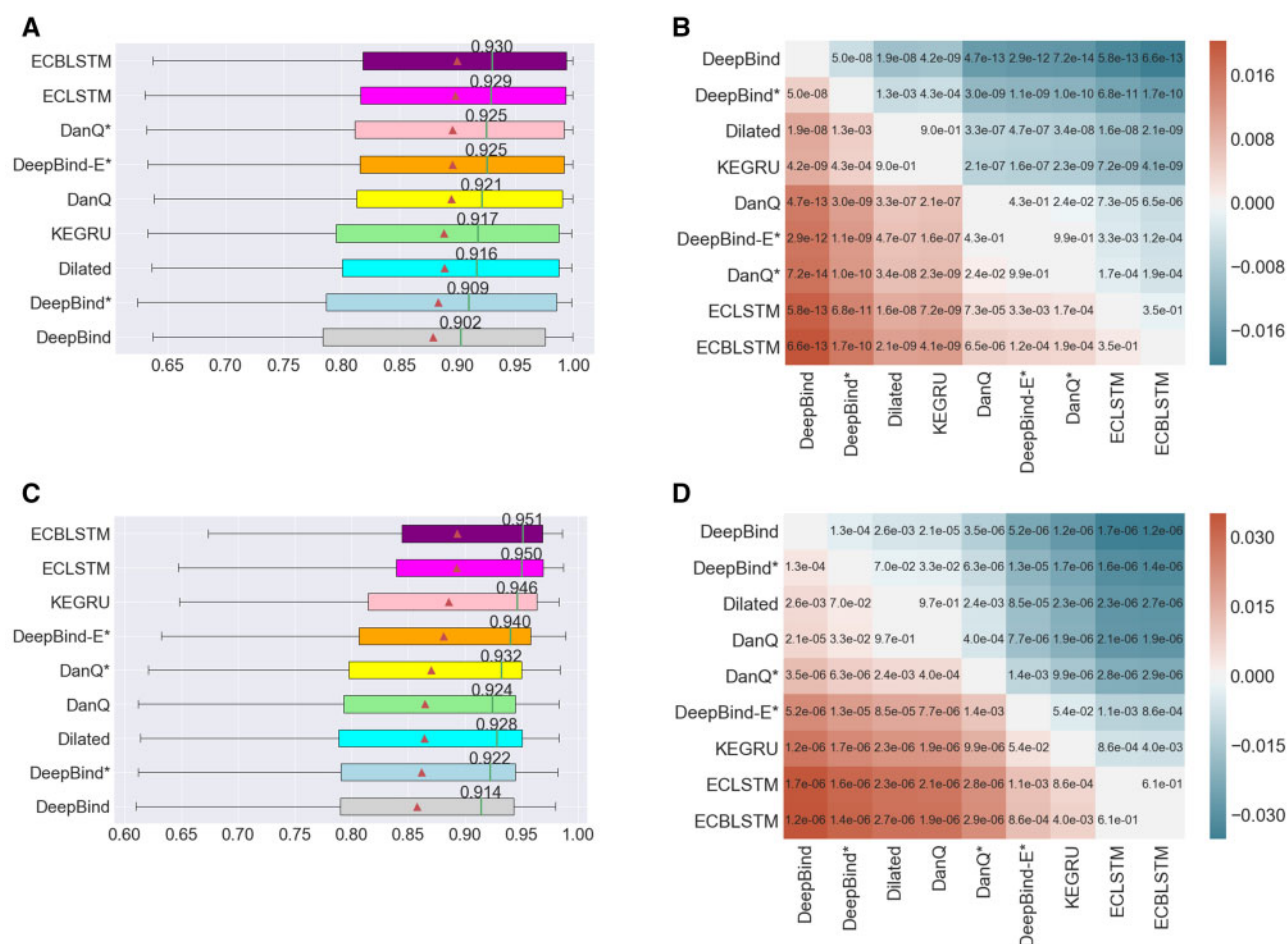 A
ECBLSTM 0.930
ECLSTM 0.929
DanQ* 0.925
DeepBind-E* 0.925
DanQ 0.921
KEGRU 0.917
Dilated 0.916
DeepBind* 0.909
DeepBind 0.902
0.65 0.70 0.75 0.80 0.85 0.90 0.95 1.00
B
DeepBind 5.0e-08 1.9e-08 4.2e-09 4.7e-13 2.9e-12 7.2e-14 5.8e-13 6.6e-13
DeepBind* 5.0e-08 1.3e-03 4.3e-04 3.0e-09 1.1e-09 1.0e-10 6.8e-11 1.7e-10
Dilated 1.9e-08 1.3e-03 9.0e-01 3.3e-07 4.7e-07 3.4e-08 1.6e-08 2.1e-09
KEGRU 4.2e-09 4.3e-04 9.0e-01 2.1e-07 1.6e-07 2.3e-09 7.2e-09 4.1e-09
DanQ 4.7e-13 3.0e-09 3.3e-07 2.1e-07 4.3e-01 2.4e-02 7.3e-05 6.5e-06
DeepBind-E* 2.9e-12 1.1e-09 4.7e-07 1.6e-07 4.3e-01 9.9e-01 3.3e-03 1.2e-04
DanQ* 7.2e-14 1.0e-10 3.4e-08 2.3e-09 2.4e-02 9.9e-01 1.7e-04 1.9e-04
ECLSTM 5.8e-13 6.8e-11 1.6e-08 7.2e-09 7.3e-05 3.3e-03 1.7e-04 3.5e-01
ECBLSTM 6.6e-13 1.7e-10 2.1e-09 4.1e-09 6.5e-06 1.2e-04 1.9e-04 3.5e-01
DeepBind DeepBind* Dilated KEGRU DanQ DeepBind-E* DanQ* ECLSTM ECBLSTM
0.016
0.008
0.000
−0.008
−0.016
C
ECBLSTM 0.951
ECLSTM 0.950
KEGRU 0.946
DeepBind-E* 0.940
DanQ* 0.932
DanQ 0.924
Dilated 0.928
DeepBind* 0.922
DeepBind 0.914
0.60 0.65 0.70 0.75 0.80 0.85 0.90 0.95 1.00
D
DeepBind 1.3e-04 2.6e-03 2.1e-05 3.5e-06 5.2e-06 1.2e-06 1.7e-06 1.2e-06
DeepBind* 1.3e-04 7.0e-02 3.3e-02 6.3e-06 1.3e-05 1.7e-06 1.6e-06 1.4e-06
Dilated 2.6e-03 7.0e-02 9.7e-01 2.4e-03 8.5e-05 2.3e-06 2.3e-06 2.7e-06
DanQ 2.1e-05 3.3e-02 9.7e-01 4.0e-04 7.7e-06 1.9e-06 2.1e-06 1.9e-06
DanQ* 3.5e-06 6.3e-06 2.4e-03 4.0e-04 1.4e-03 9.9e-06 2.8e-06 2.9e-06
DeepBind-E* 5.2e-06 1.3e-05 8.5e-05 7.7e-06 1.4e-03 5.4e-02 1.1e-03 8.6e-04
KEGRU 1.2e-06 1.7e-06 2.3e-06 1.9e-06 9.9e-06 5.4e-02 8.6e-04 4.0e-03
ECLSTM 1.7e-06 1.6e-06 2.3e-06 2.1e-06 2.8e-06 1.1e-03 8.6e-04 6.1e-01
ECBLSTM 1.2e-06 1.4e-06 2.7e-06 1.9e-06 2.9e-06 8.6e-04 4.0e-03 6.1e-01
DeepBind DeepBind* Dilated DanQ DanQ* DeepBind-E* KEGRU ECLSTM ECBLSTM
0.030
0.015
0.000
−0.015
−0.030